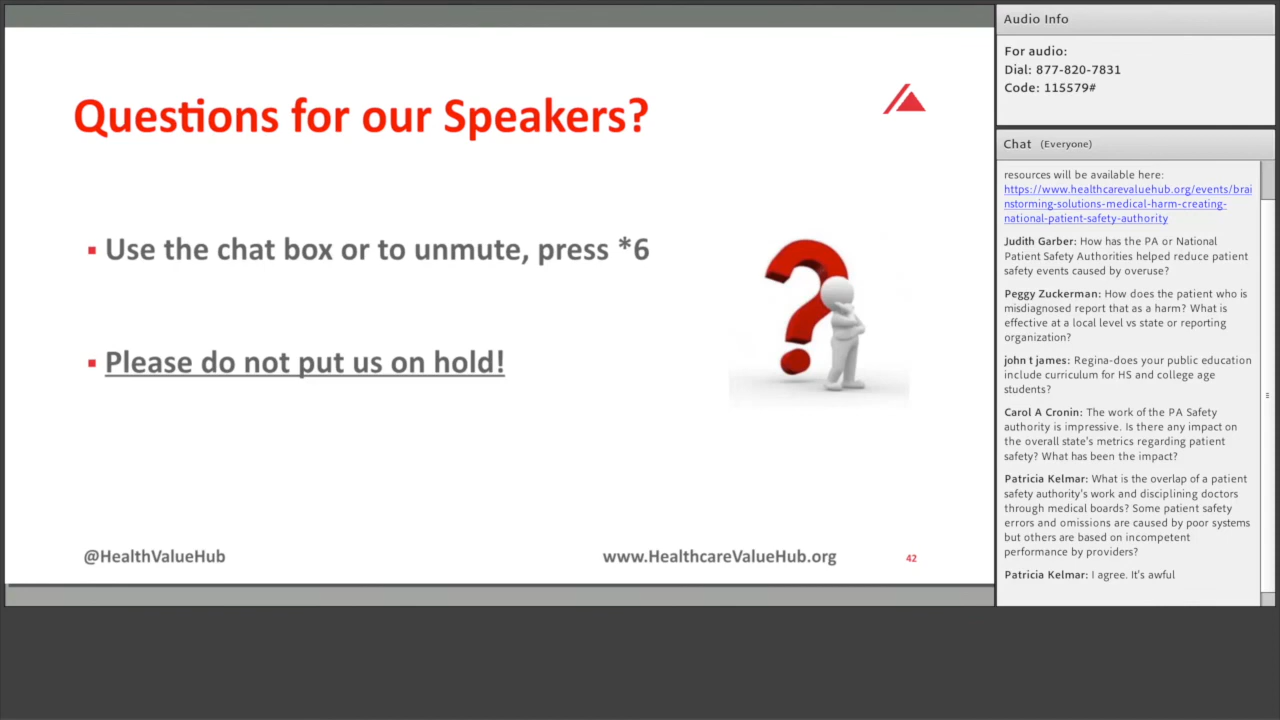 Questions for our Speakers?
▪ Use the chat box or to unmute, press *6
▪ Please do not put us on hold!
@HealthValueHub
www.HealthcareValueHub.org
42
Audio Info
For audio:
Dial: 877-820-7831
Code: 115579#
Chat (Everyone)
resources will be available here:
https://www.healthcarevaluehub.org/events/brai
nstorming-solutions-medical-harm-creating-
national-patient-safety-authority
Judith Garber: How has the PA or National
Patient Safety Authorities helped reduce patient
safety events caused by overuse?
Peggy Zuckerman: How does the patient who is
misdiagnosed report that as a harm? What is
effective at a local level vs state or reporting
organization?
john t james: Regina-does your public education
include curriculum for HS and college age
students?
Carol A Cronin: The work of the PA Safety
authority is impressive. Is there any impact on
the overall state's metrics regarding patient
safety? What has been the impact?
Patricia Kelmar: What is the overlap of a patient
safety authority's work and disciplining doctors
through medical boards? Some patient safety
errors and omissions are caused by poor systems
but others are based on incompetent
performance by providers?
Patricia Kelmar: I agree. It's awful